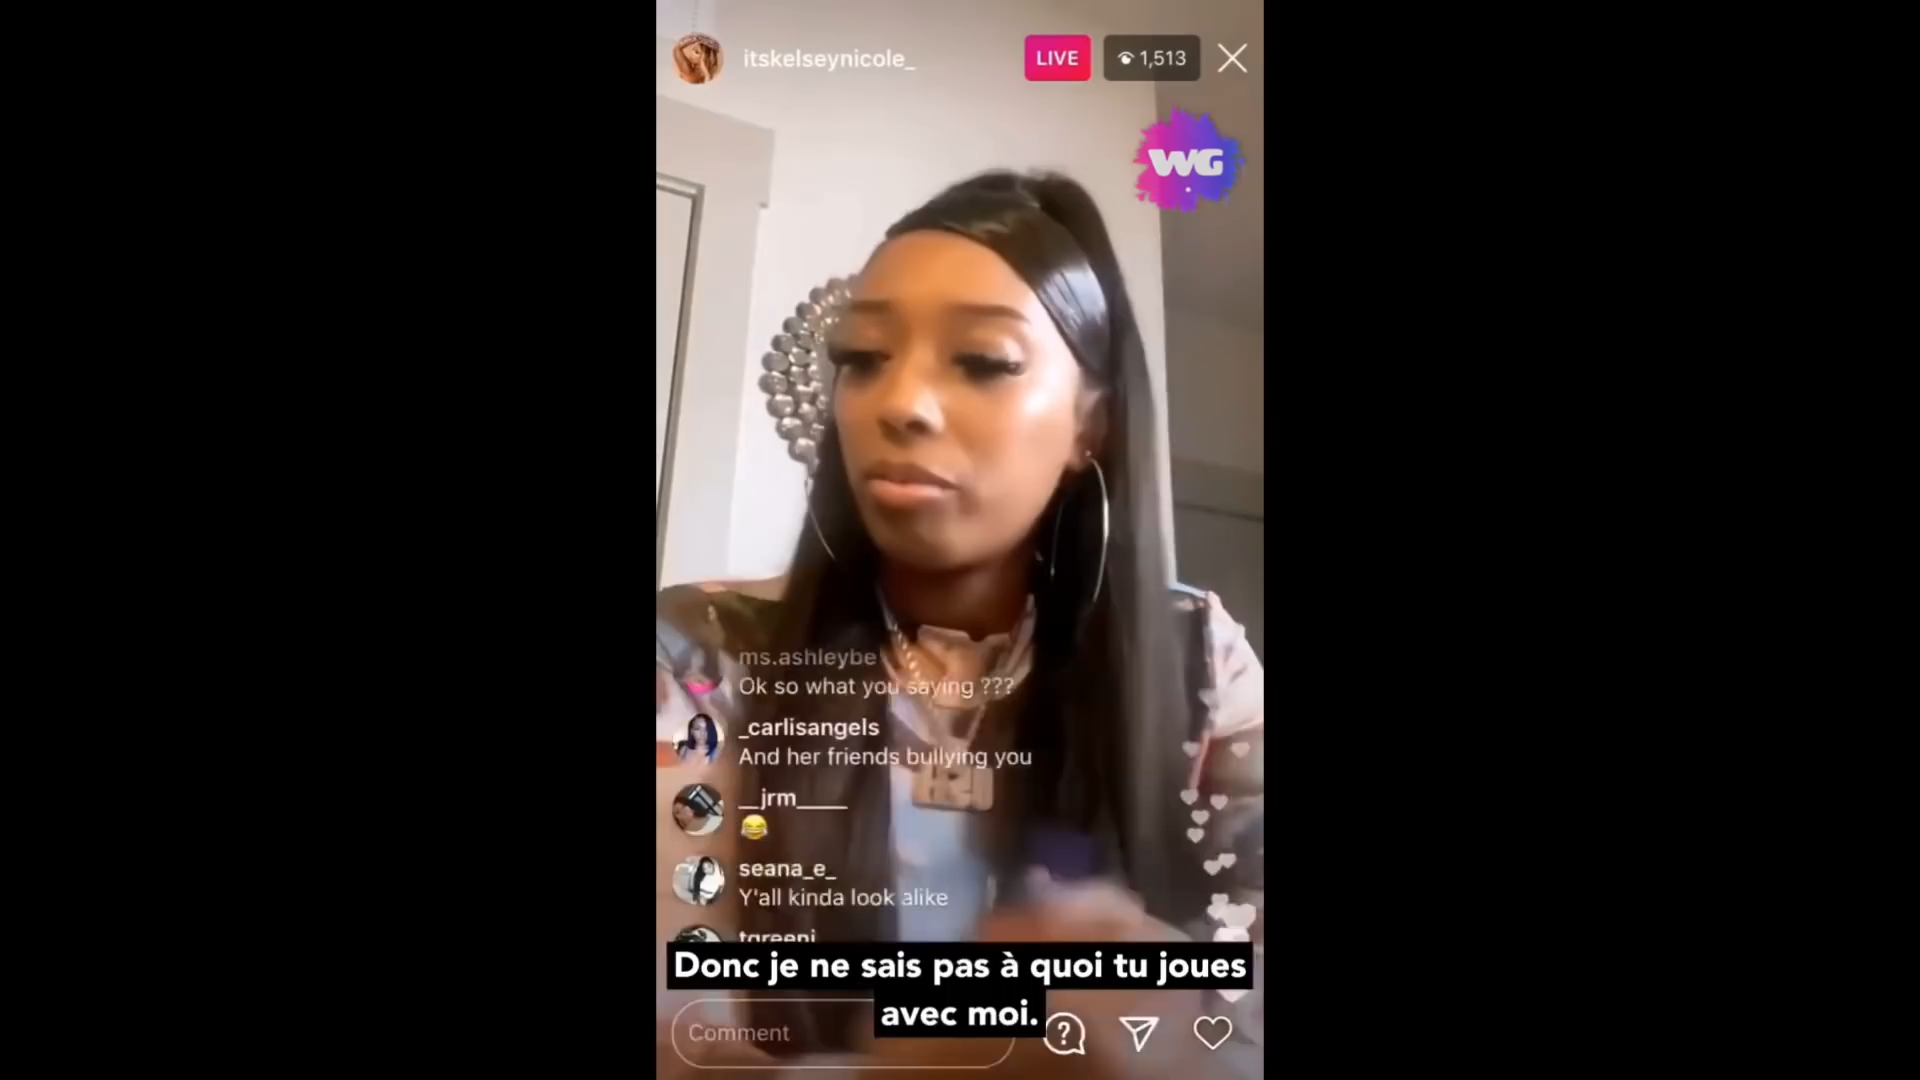 itskelseynicole_
LIVE
1,513
WG
ms.ashleybe
Ok so what you saying ???
_carlisangels
And her friends bullying you
__jrm____
😂
seana_e_
Y'all kinda look alike
Donc je ne sais pas à quoi tu joues
avec moi.
Comment